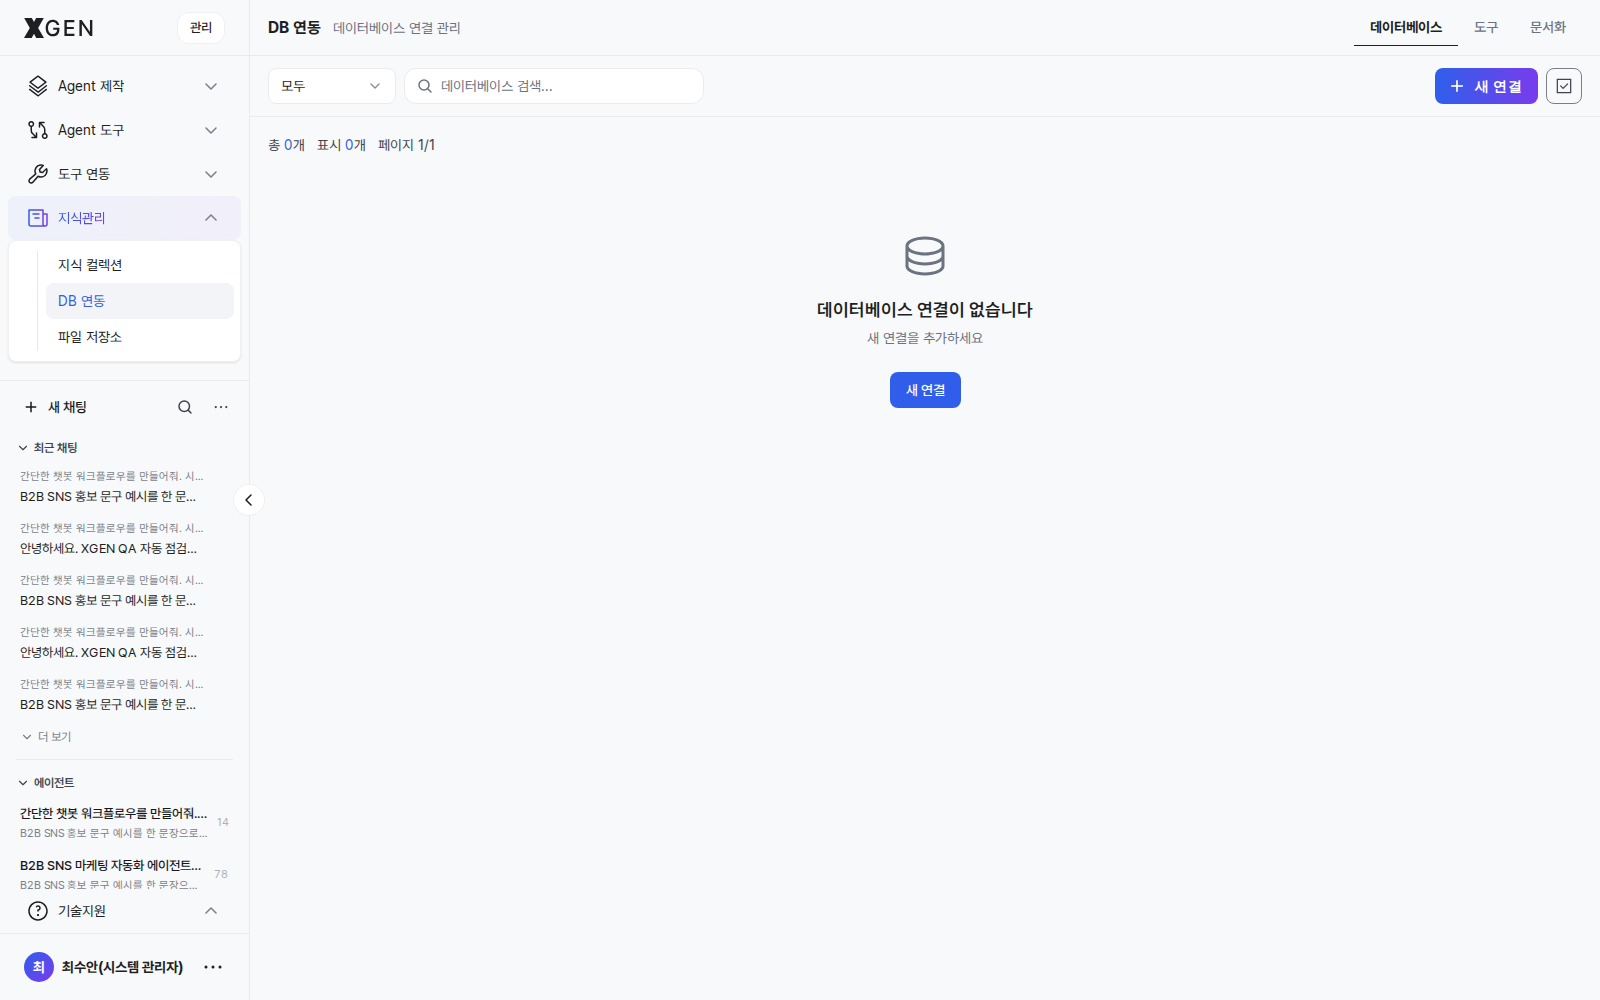 XGEN
관리
Agent 제작
Agent 도구
도구 연동
지식관리
지식 컬렉션
DB 연동
파일 저장소
새 채팅
최근 채팅
간단한 챗봇 워크플로우를 만들어줘. 시...
B2B SNS 홍보 문구 예시를 한 문...
간단한 챗봇 워크플로우를 만들어줘. 시...
안녕하세요. XGEN QA 자동 점검...
간단한 챗봇 워크플로우를 만들어줘. 시...
B2B SNS 홍보 문구 예시를 한 문...
간단한 챗봇 워크플로우를 만들어줘. 시...
안녕하세요. XGEN QA 자동 점검...
간단한 챗봇 워크플로우를 만들어줘. 시...
B2B SNS 홍보 문구 예시를 한 문...
더 보기
에이전트
간단한 챗봇 워크플로우를 만들어줘.... 14
B2B SNS 홍보 문구 예시를 한 문장으로...
B2B SNS 마케팅 자동화 에이전트... 78
B2B SNS 홍보 문구 예시를 한 문장으...
기술지원
최 최수안(시스템 관리자)
DB 연동 데이터베이스 연결 관리
데이터베이스 도구 문서화
모두 데이터베이스 검색...
새 연결
총 0개 표시 0개 페이지 1/1
데이터베이스 연결이 없습니다
새 연결을 추가하세요
새 연결